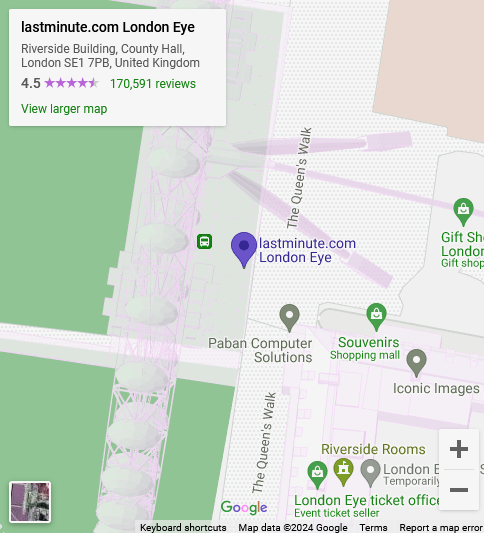 lastminute.com London Eye
Riverside Building, County Hall,
London SE1 7PB, United Kingdom
4.5
170,591 reviews
View larger map
The Queen's Walk
lastminute.com
London Eye
Gift Sho
London
Gift shop
Paban Computer
Solutions
Souvenirs
Shopping mall
Iconic Images
The Queen's Walk
Riverside Rooms
London E
Temporarily
London Eye ticket office
Event ticket seller
Google
Keyboard shortcuts
Map data ©2024 Google
Terms
Report a map error